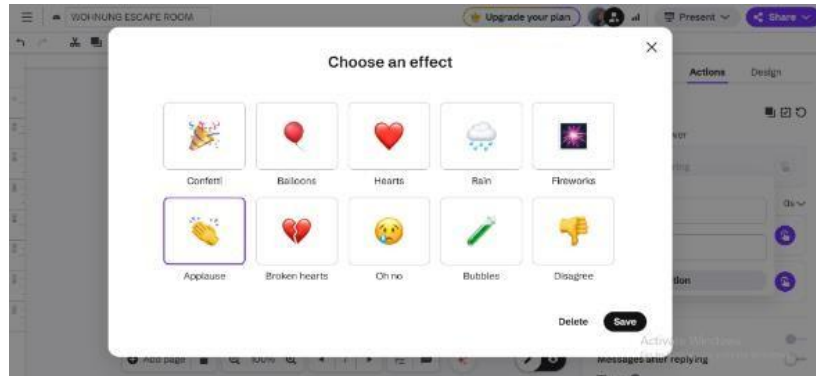 WOHNUNG ESCAPE ROOM
Upgrade your plan
Present
Share
Choose an effect
Actions
Design
Confetti
Balloons
Hearts
Rain
Fireworks
0s
Applause
Broken hearts
Oh no
Bubbles
Disagree
Delete
Save
Add page
100%
Messages after replying